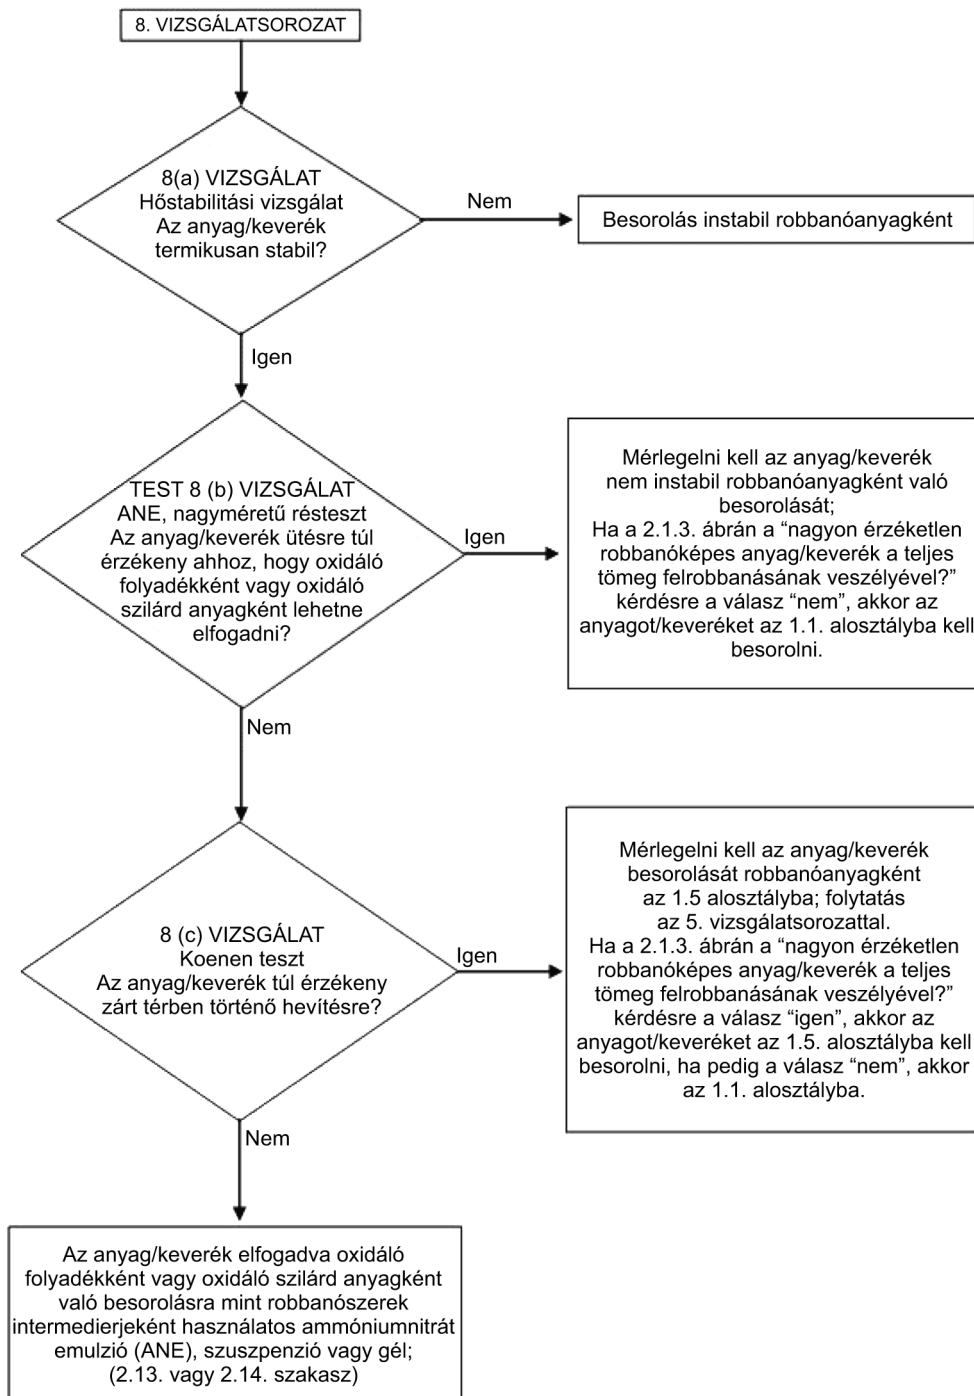 8. VIZSGÁLATSOROZAT
8(a) VIZSGÁLAT
Hőstabilitási vizsgálat
Az anyag/keverék
termikusan stabil?
Nem
Besorolás instabil robbanóanyagként
Igen
TEST 8 (b) VIZSGÁLAT
ANE, nagyméretű résteszt
Az anyag/keverék ütésre túl
érzékeny ahhoz, hogy oxidáló
folyadékként vagy oxidáló
szilárd anyagként lehetne
elfogadni?
Igen
Mérlegelni kell az anyag/keverék
nem instabil robbanóanyagként való
besorolását;
Ha a 2.1.3. ábrán a “nagyon érzéketlen
robbanóképes anyag/keverék a teljes
tömeg felrobbanásának veszélyével?”
kérdésre a válasz “nem”, akkor az
anyagot/keveréket az 1.1. alosztályba kell
besorolni.
Nem
8 (c) VIZSGÁLAT
Koenen teszt
Az anyag/keverék túl érzékeny
zárt térben történő hevítésre?
Igen
Mérlegelni kell az anyag/keverék
besorolását robbanóanyagként
az 1.5 alosztályba; folytatás
az 5. vizsgálatsorozattal.
Ha a 2.1.3. ábrán a “nagyon érzéketlen
robbanóképes anyag/keverék a teljes
tömeg felrobbanásának veszélyével?”
kérdésre a válasz “igen”, akkor az
anyagot/keveréket az 1.5. alosztályba kell
besorolni, ha pedig a válasz “nem”, akkor
az 1.1. alosztályba.
Nem
Az anyag/keverék elfogadva oxidáló
folyadékként vagy oxidáló szilárd anyagként
való besorolásra mint robbanószerek
intermedierjeként használatos ammóniumnitrát
emulzió (ANE), szuszpenzió vagy gél;
(2.13. vagy 2.14. szakasz)